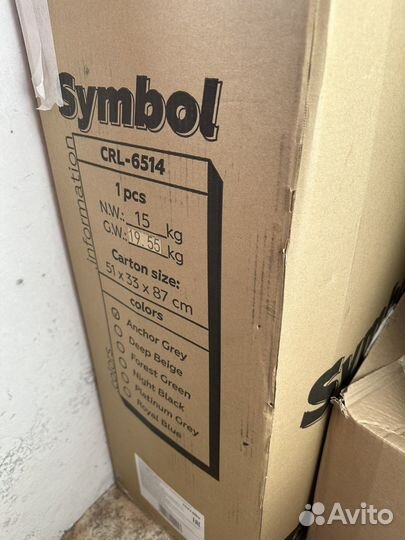 Symbol
CRL-6514
information
1 pcs
N.W.: 15 kg
G.W.: 19.55 kg
Carton size:
51 x 33 x 87 cm
colors
colors
Anchor Grey
Deep Beige
Forest Green
Night Black
Platinum Grey
Royal Blue
Avito